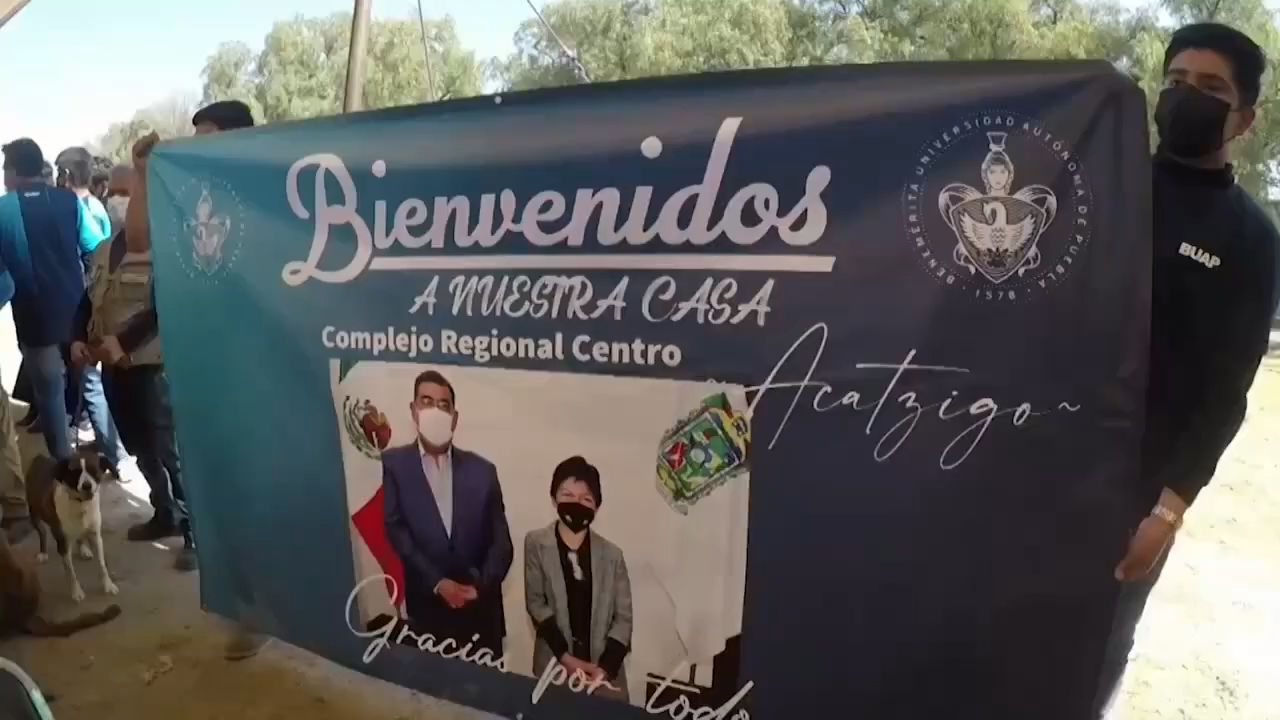 Bienvenidos
A NUESTRA CASA
Complejo Regional Centro
Acatzigo
Gracias por todo
BENEMÉRITA UNIVERSIDAD AUTÓNOMA DE PUEBLA
1578
BUAP